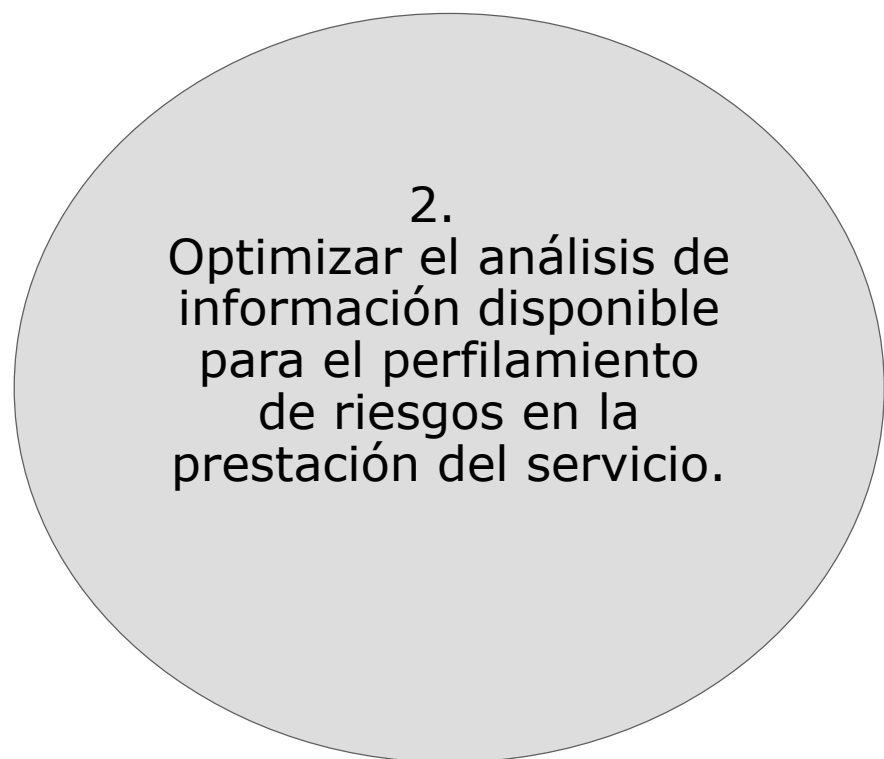 2.
Optimizar el análisis de
información disponible
para el perfilamiento
de riesgos en la
prestación del servicio.